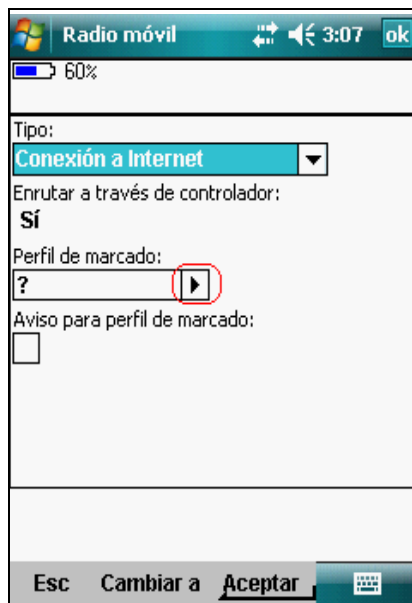 Radio móvil 3:07 ok
60%
Tipo:
Conexión a Internet
Enrutar a través de controlador:
Sí
Perfil de marcado:
?
Aviso para perfil de marcado:
Esc Cambiar a Aceptar